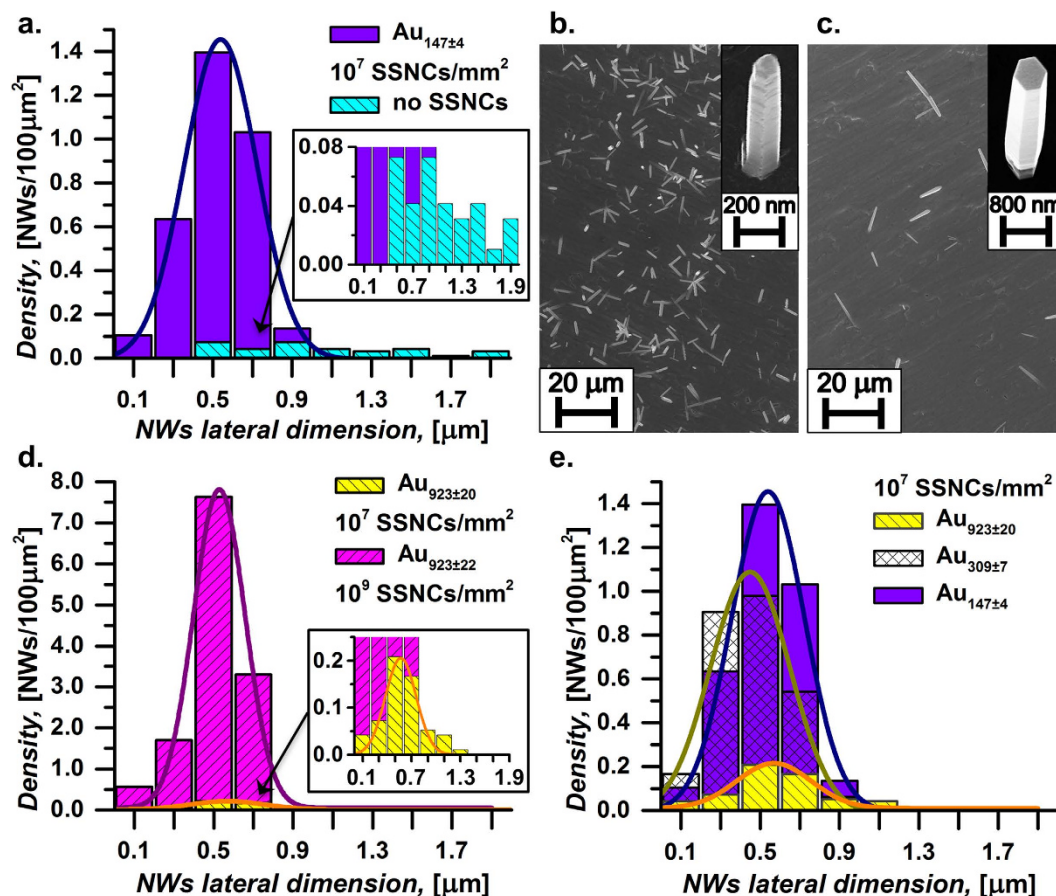 a.
Au147±4
10⁷ SSNCs/mm²
no SSNCs
Density, [NWs/100µm²]
1.4
1.2
1.0
0.8
0.6
0.4
0.2
0.0
0.1 0.5 0.9 1.3 1.7
NWs lateral dimension, [µm]
0.08
0.04
0.00
0.1 0.7 1.3 1.9
b.
200 nm
20 µm
c.
800 nm
20 µm
d.
Au923±20
10⁷ SSNCs/mm²
Au923±22
10⁹ SSNCs/mm²
Density, [NWs/100µm²]
8.0
7.0
6.0
5.0
4.0
3.0
2.0
1.0
0.0
0.1 0.5 0.9 1.3 1.7
NWs lateral dimension, [µm]
0.2
0.1
0.0
0.1 0.7 1.3 1.9
e.
10⁷ SSNCs/mm²
Au923±20
Au309±7
Au147±4
Density, [NWs/100µm²]
1.4
1.2
1.0
0.8
0.6
0.4
0.2
0.0
0.1 0.5 0.9 1.3 1.7
NWs lateral dimension, [µm]